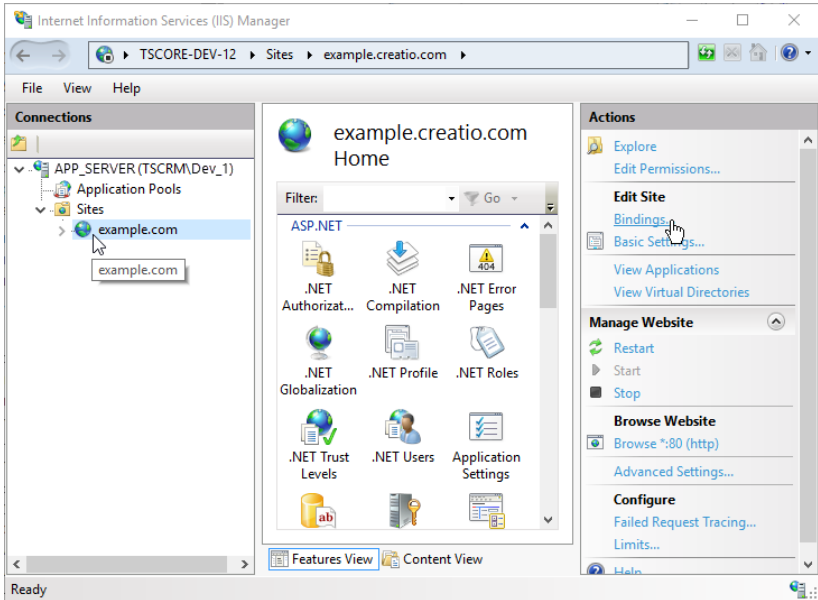 Internet Information Services (IIS) Manager
TSCORE-DEV-12 Sites example.creatio.com
File View Help
Connections
APP_SERVER (TSCRM\Dev_1)
Application Pools
Sites
example.com
example.com
example.creatio.com
Home
Filter:
Go
ASP.NET
.NET
Authorizat...
.NET
Compilation
404
.NET Error
Pages
.NET
Globalization
.NET Profile
.NET Roles
.NET Trust
Levels
.NET Users
Application
Settings
ab
Features View
Content View
Actions
Explore
Edit Permissions...
Edit Site
Bindings...
Basic Settings...
View Applications
View Virtual Directories
Manage Website
Restart
Start
Stop
Browse Website
Browse *:80 (http)
Advanced Settings...
Configure
Failed Request Tracing...
Limits...
Help
Ready